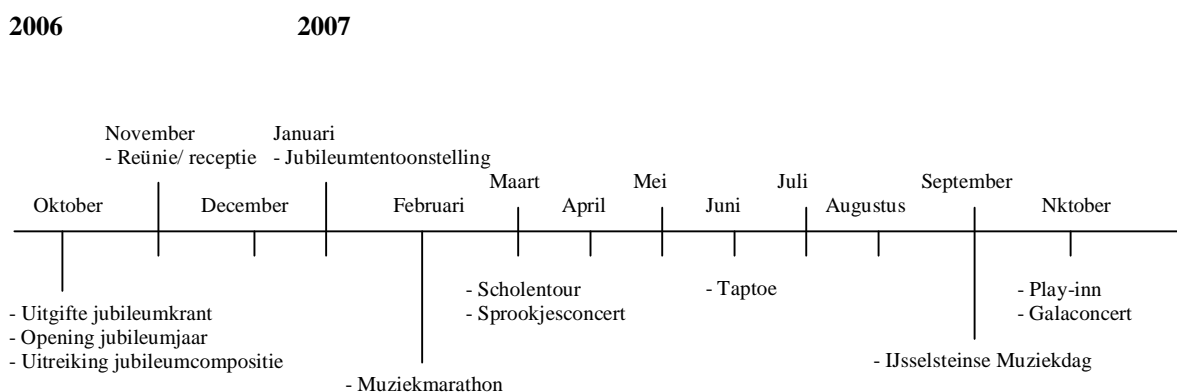 2006 2007
November Januari
- Reünie/ receptie - Jubileumtentoonstelling
Maart Mei Juli September
Oktober December Februari April Juni Augustus Nktober
- Scholentour - Taptoe - Play-inn
- Uitgifte jubileumkrant - Sprookjesconcert - Galaconcert
- Opening jubileumjaar
- Uitreiking jubileumcompositie - IJsselsteinse Muziekdag
- Muziekmarathon